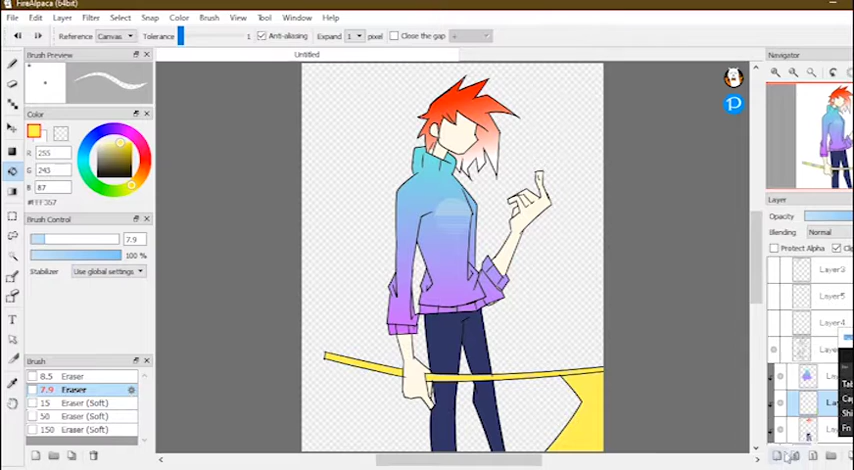 FireAlpaca (64bit)
File Edit Layer Filter Select Snap Color Brush View Tool Window Help
Reference Canvas Tolerance 1 Anti-aliasing Expand 1 pixel Close the gap
Brush Preview
Untitled
Navigator
Color
R 255
G 243
B 87
#FFF357
Brush Control
7.9
100 %
Stabilizer Use global settings
Brush
8.5 Eraser
7.9 Eraser
15 Eraser (Soft)
50 Eraser (Soft)
150 Eraser (Soft)
Layer
Opacity
Blending Normal
Protect Alpha
Layer3
Layer5
Layer4